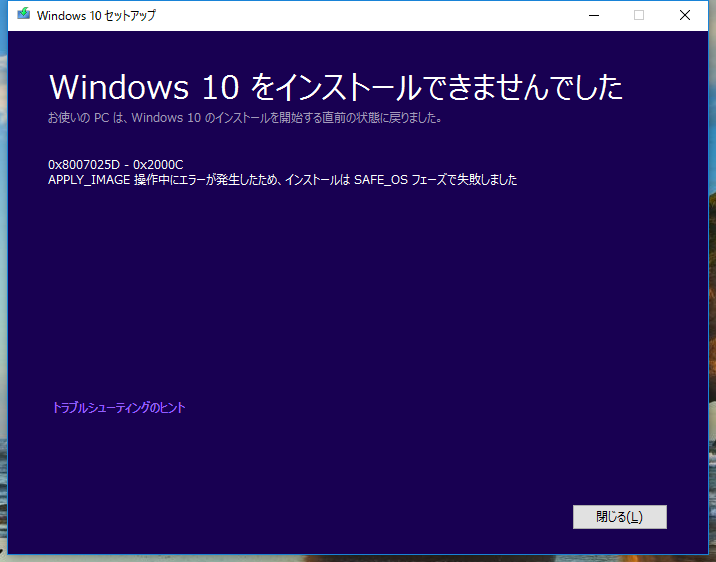 Windows 10 セットアップ
Windows 10 をインストールできませんでした
お使いの PC は、Windows 10 のインストールを開始する直前の状態に戻りました。
0x8007025D - 0x2000C
APPLY_IMAGE 操作中にエラーが発生したため、インストールは SAFE_OS フェーズで失敗しました
トラブルシューティングのヒント
閉じる(L)